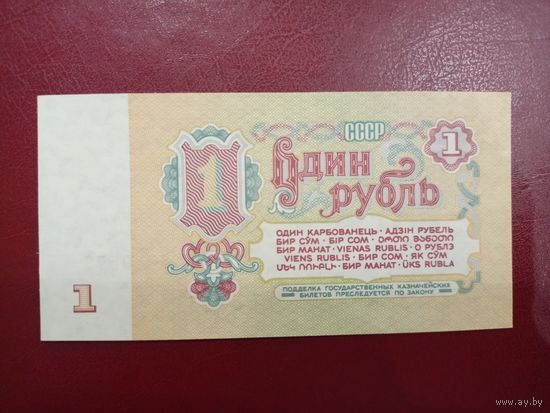 СССР
1
1
Один
рубль
ОДИН КАРБОВАНЕЦЬ · АДЗІН РУБЕЛЬ
БИР СЎМ · БІР СОМ · ᲔᲠᲗᲘ ᲛᲐᲜᲔᲗᲘ
БИР МАНАТ · VIENAS RUBLIS · О РУБЛЭ
VIENS RUBLIS · БИР СОМ · ЯК СЎМ
ՄԵԿ ՌՈՒԲԼԻ · БИР МАНАТ · ÜKS RUBLA
ПОДДЕЛКА ГОСУДАРСТВЕННЫХ КАЗНАЧЕЙСКИХ
БИЛЕТОВ ПРЕСЛЕДУЕТСЯ ПО ЗАКОНУ
1
www.ay.by